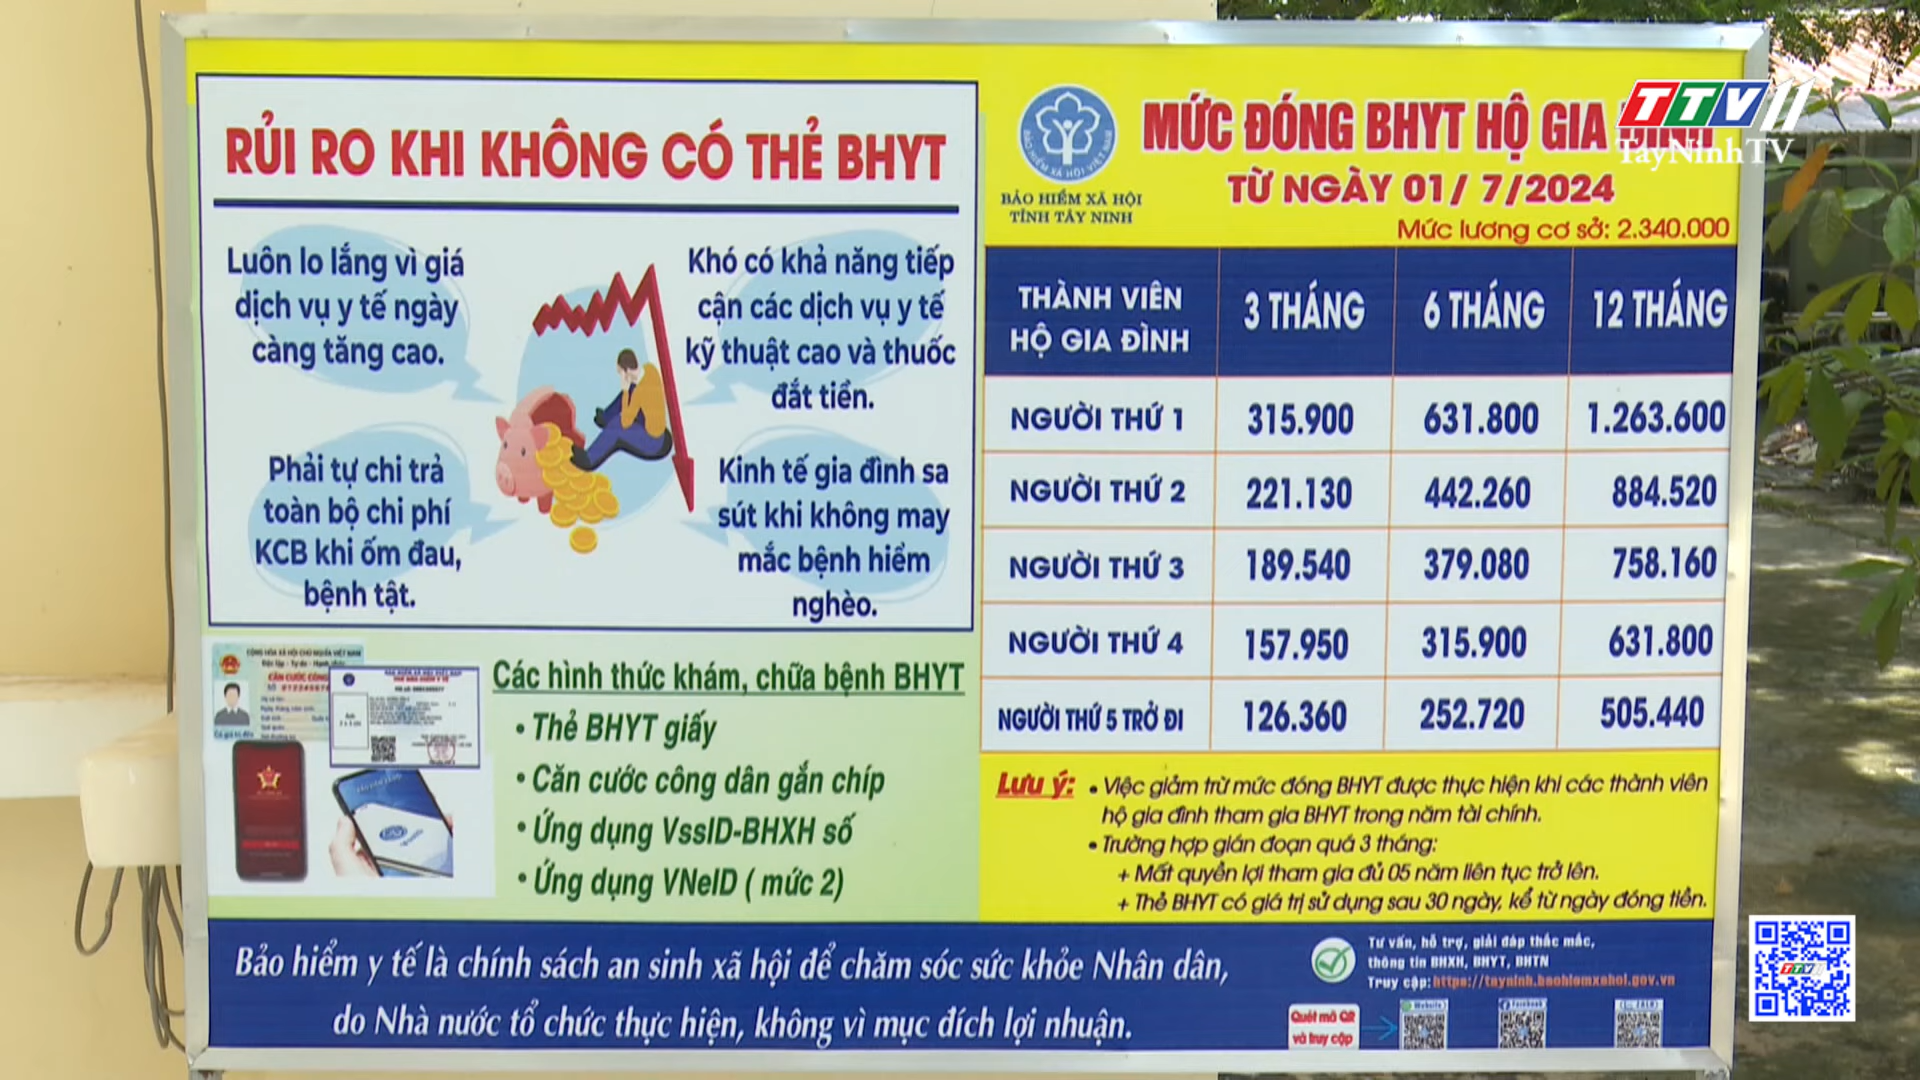 RỦI RO KHI KHÔNG CÓ THẺ BHYT
Luôn lo lắng vì giá
dịch vụ y tế ngày
càng tăng cao.
Khó có khả năng tiếp
cận các dịch vụ y tế
kỹ thuật cao và thuốc
đắt tiền.
Phải tự chi trả
toàn bộ chi phí
KCB khi ốm đau,
bệnh tật.
Kinh tế gia đình sa
sút khi không may
mắc bệnh hiểm
nghèo.
Các hình thức khám, chữa bệnh BHYT
• Thẻ BHYT giấy
• Căn cước công dân gắn chíp
• Ứng dụng VssID-BHXH số
• Ứng dụng VNeID ( mức 2)
BẢO HIỂM XÃ HỘI VIỆT NAM
BẢO HIỂM XÃ HỘI
TỈNH TÂY NINH
MỨC ĐÓNG BHYT HỘ GIA ĐÌNH
TỪ NGÀY 01/ 7/2024
Mức lương cơ sở: 2.340.000
TTV11
TayNinhTV
THÀNH VIÊN
HỘ GIA ĐÌNH
3 THÁNG
6 THÁNG
12 THÁNG
NGƯỜI THỨ 1 315.900 631.800 1.263.600
NGƯỜI THỨ 2 221.130 442.260 884.520
NGƯỜI THỨ 3 189.540 379.080 758.160
NGƯỜI THỨ 4 157.950 315.900 631.800
NGƯỜI THỨ 5 TRỞ ĐI 126.360 252.720 505.440
Lưu ý: • Việc giảm trừ mức đóng BHYT được thực hiện khi các thành viên
hộ gia đình tham gia BHYT trong năm tài chính.
• Trường hợp gián đoạn quá 3 tháng:
+ Mất quyền lợi tham gia đủ 05 năm liên tục trở lên.
+ Thẻ BHYT có giá trị sử dụng sau 30 ngày, kể từ ngày đóng tiền.
Bảo hiểm y tế là chính sách an sinh xã hội để chăm sóc sức khỏe Nhân dân,
do Nhà nước tổ chức thực hiện, không vì mục đích lợi nhuận.
Tư vấn, hỗ trợ, giải đáp thắc mắc,
thông tin BHXH, BHYT, BHTN
Truy cập: https://tayninh.baohiemxahoi.gov.vn
Quét mã QR
và truy cập
Website
Facebook
TTV11